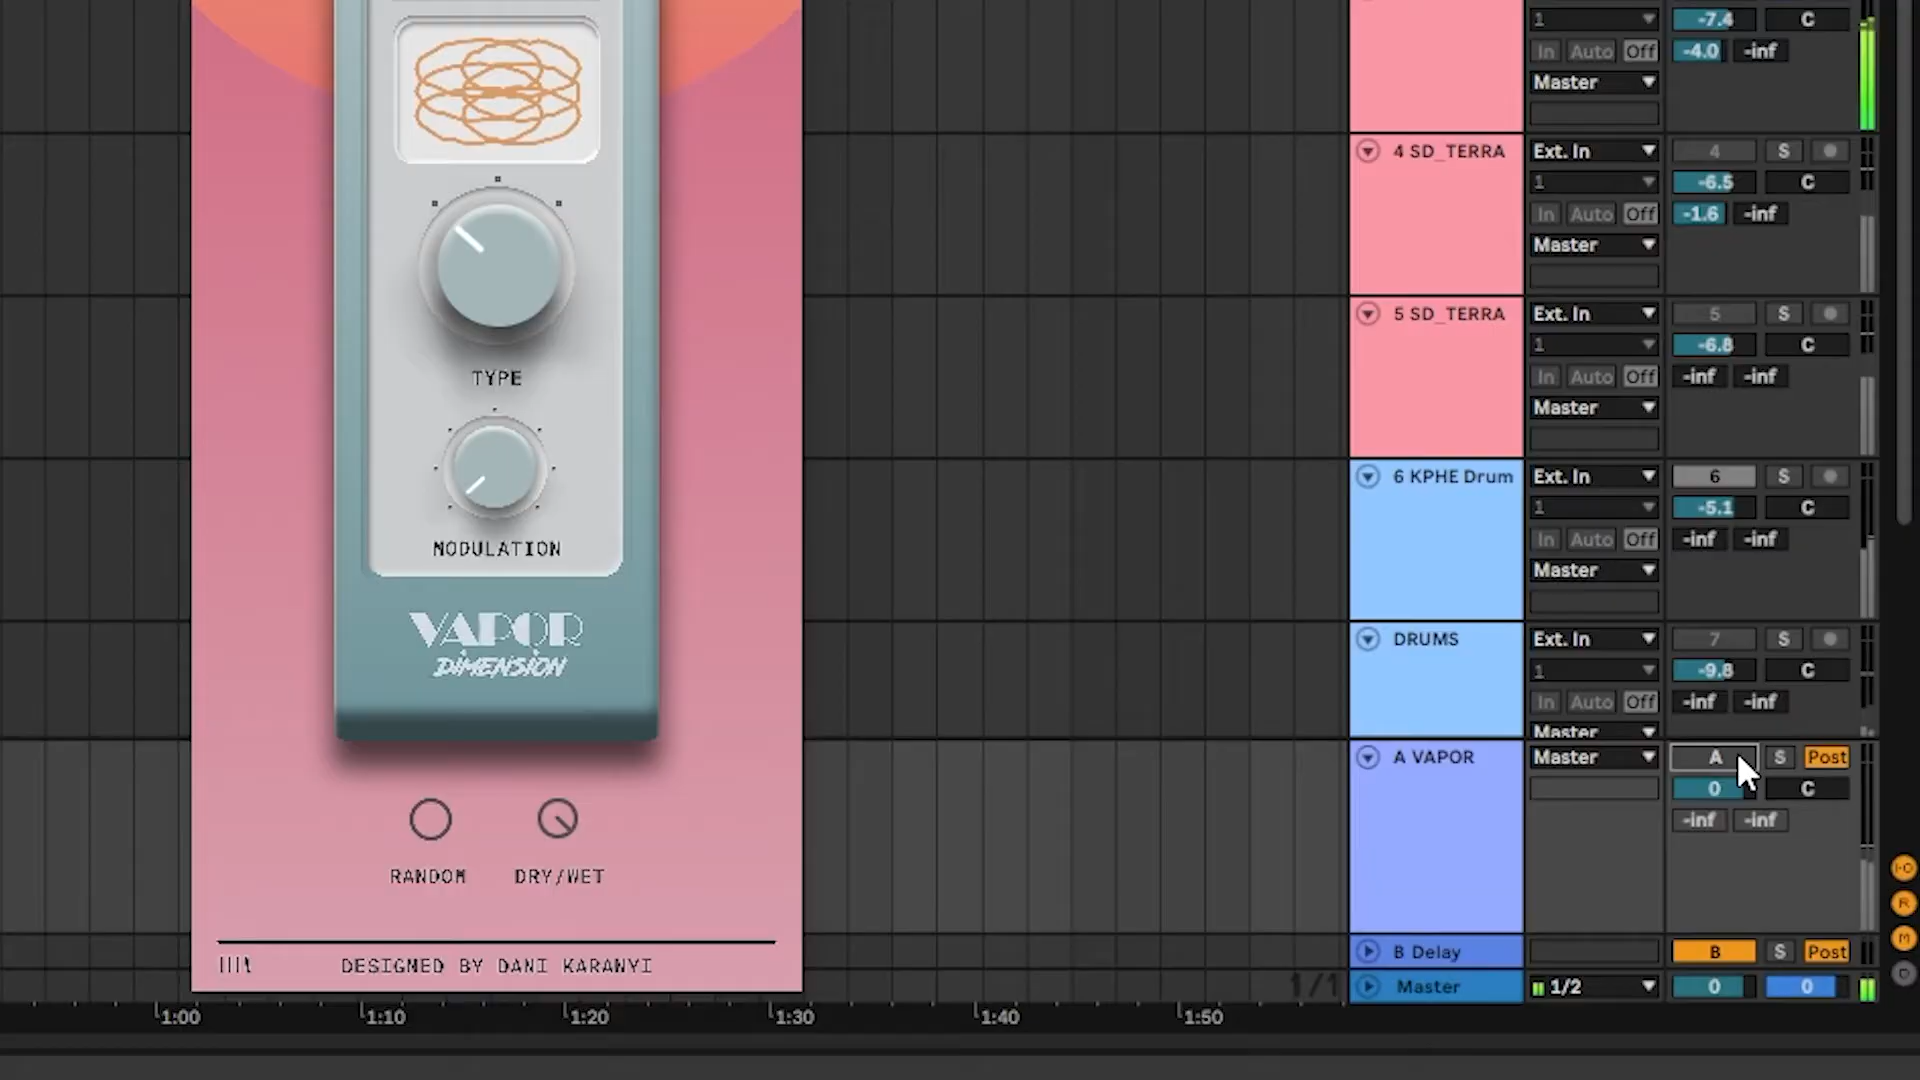 TYPE
MODULATION
VAPOR
DIMENSION
RANDOM DRY/WET
DESIGNED BY DANI KARANYI
1 -7.4 C
In Auto Off -4.0 -inf
Master
4 SD_TERRA Ext. In 4 S
1 -6.5 C
In Auto Off -1.6 -inf
Master
5 SD_TERRA Ext. In 5 S
1 -6.8 C
In Auto Off -inf -inf
Master
6 KPHE Drum Ext. In 6 S
1 -5.1 C
In Auto Off -inf -inf
Master
DRUMS Ext. In 7 S
1 -9.8 C
In Auto Off -inf -inf
Master
A VAPOR Master A S Post
0 C
-inf -inf
B Delay B S Post
1/1 Master 1/2 0 0
I·O
R
M
D
1:00 1:10 1:20 1:30 1:40 1:50